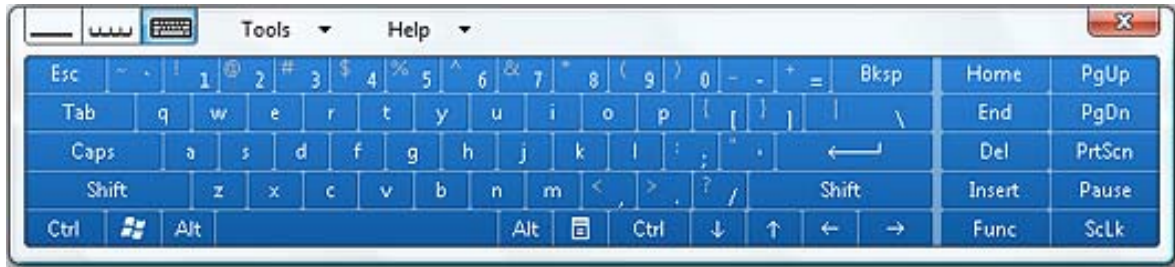 Tools Help
Esc ~ ` ! 1 @ 2 # 3 $ 4 % 5 ^ 6 & 7 * 8 ( 9 ) 0 - - + = Bksp Home PgUp
Tab q w e r t y u i o p { [ } ] | \ End PgDn
Caps a s d f g h j k l : ; " ' Del PrtScn
Shift z x c v b n m < , > . ? / Shift Insert Pause
Ctrl Alt Alt Ctrl ↓ ↑ ← → Func ScLk